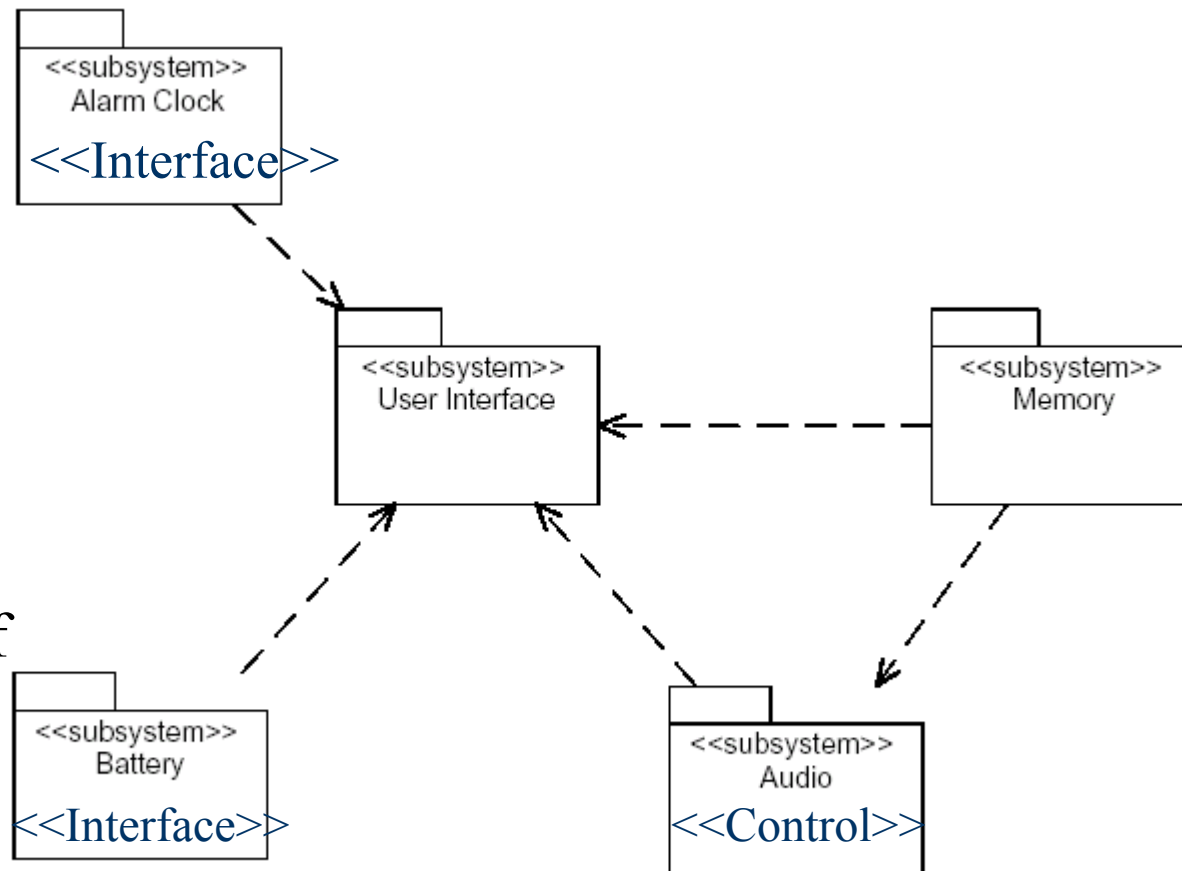 <<subsystem>>
Alarm Clock
<<Interface>>
<<subsystem>>
User Interface
<<subsystem>>
Memory
f
<<subsystem>>
Battery
<<Interface>>
<<subsystem>>
Audio
<<Control>>